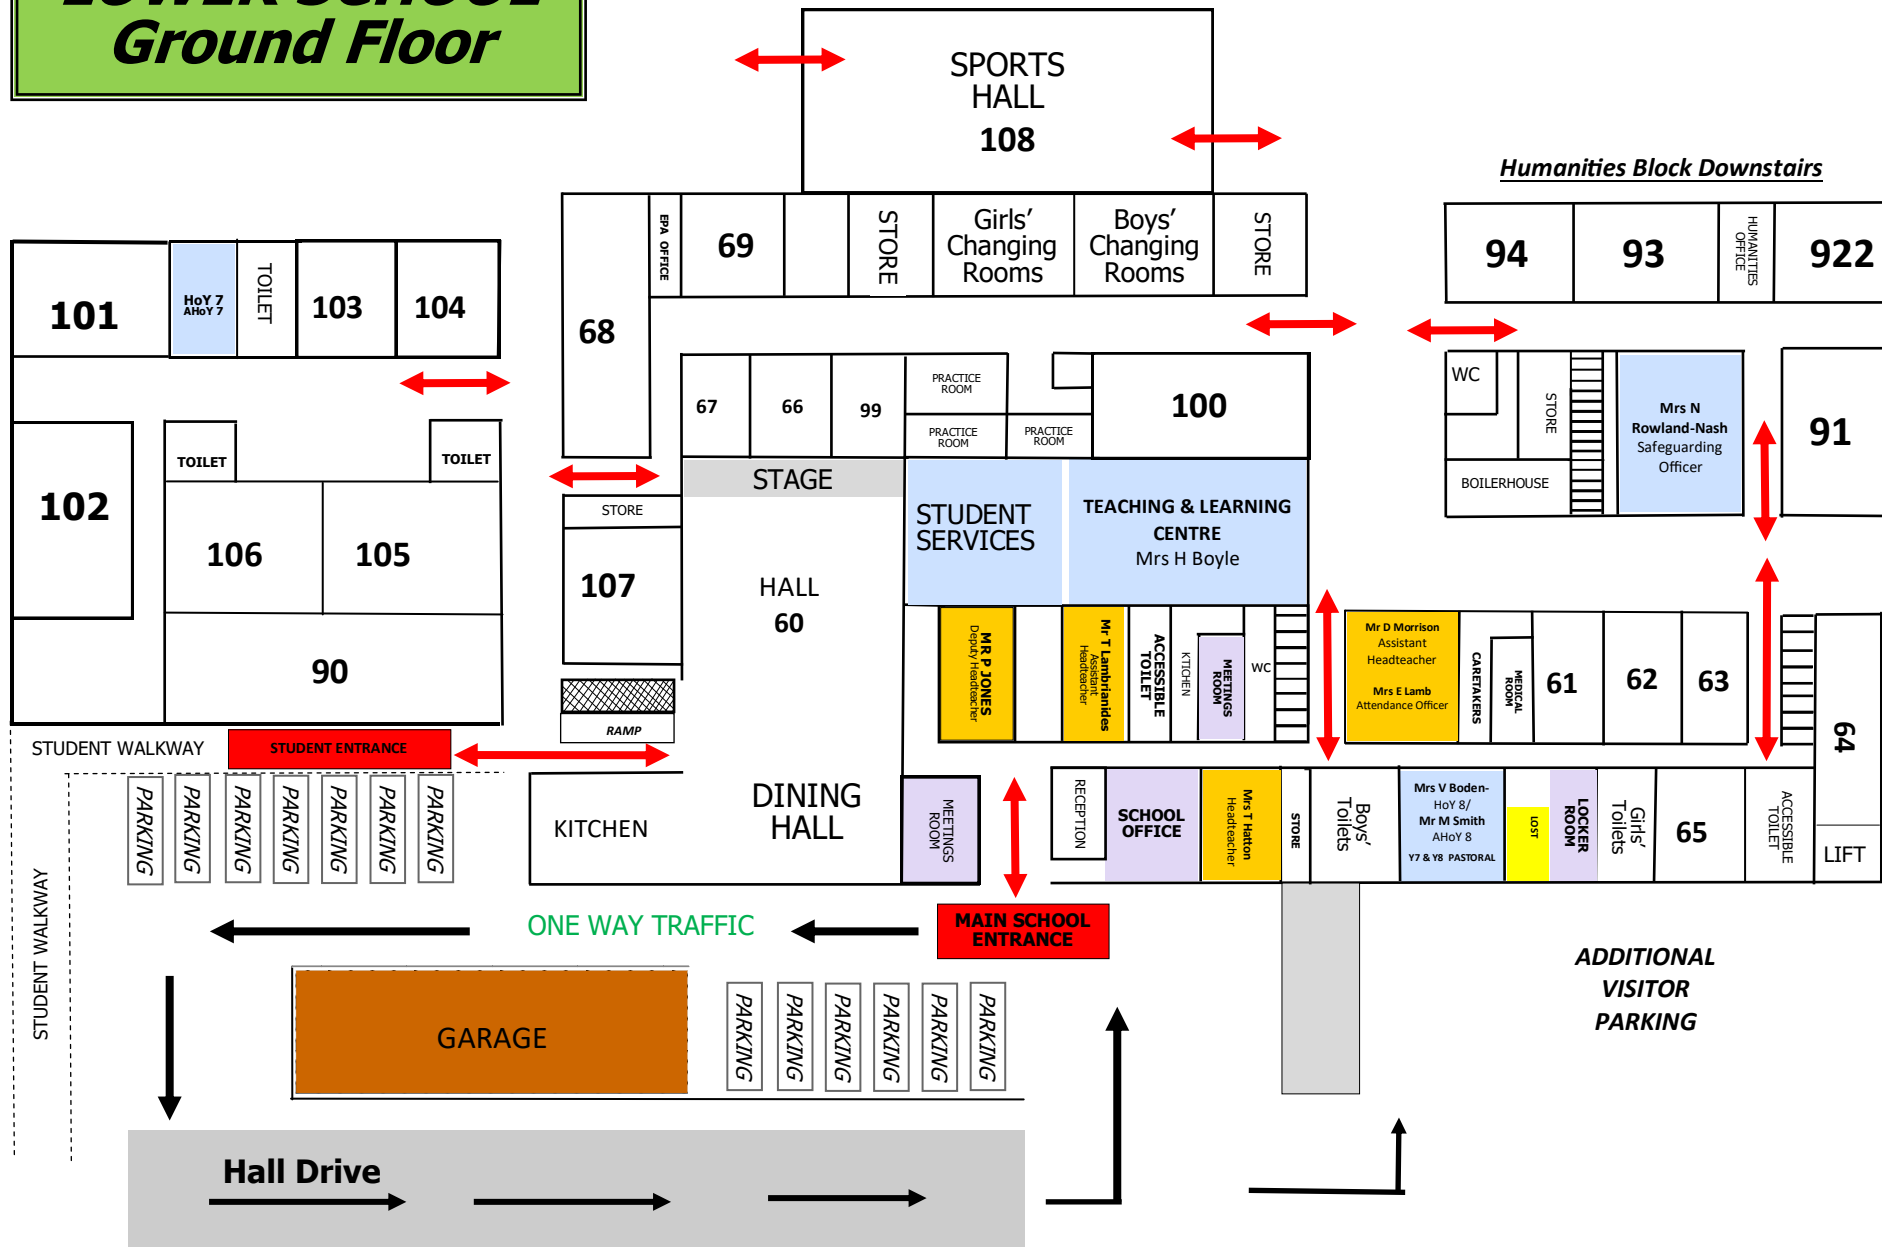 LOWER SCHOOL
Ground Floor
SPORTS
HALL
108
Humanities Block Downstairs
101
HoY 7
AHoY 7
TOILET
103
104
68
EPA OFFICE
69
STORE
Girls’
Changing
Rooms
Boys’
Changing
Rooms
STORE
94
93
HUMANITIES
OFFICE
922
67
66
99
PRACTICE
ROOM
PRACTICE
ROOM
PRACTICE
ROOM
100
WC
STORE
BOILERHOUSE
Mrs N
Rowland-Nash
Safeguarding
Officer
91
102
TOILET
TOILET
106
105
90
STORE
107
RAMP
STAGE
HALL
60
STUDENT
SERVICES
TEACHING & LEARNING
CENTRE
Mrs H Boyle
MR P JONES
Deputy Headteacher
Mr T Lambrianides
Assistant
Headteacher
ACCESSIBLE
TOILET
KTICHEN
MEETINGS
ROOM
WC
Mr D Morrison
Assistant
Headteacher
Mrs E Lamb
Attendance Officer
CARETAKERS
MEDICAL
ROOM
61
62
63
64
STUDENT WALKWAY
STUDENT ENTRANCE
PARKING
PARKING
PARKING
PARKING
PARKING
PARKING
PARKING
KITCHEN
DINING
HALL
MEETINGS
ROOM
RECEPTION
SCHOOL
OFFICE
Mrs T Hatton
Headteacher
STORE
Boys’
Toilets
Mrs V Boden-
HoY 8/
Mr M Smith
AHoY 8
Y7 & Y8 PASTORAL
LOST
LOCKER
ROOM
Girls’
Toilets
65
ACCESSIBLE
TOILET
LIFT
STUDENT WALKWAY
ONE WAY TRAFFIC
MAIN SCHOOL
ENTRANCE
GARAGE
PARKING
PARKING
PARKING
PARKING
PARKING
PARKING
ADDITIONAL
VISITOR
PARKING
Hall Drive